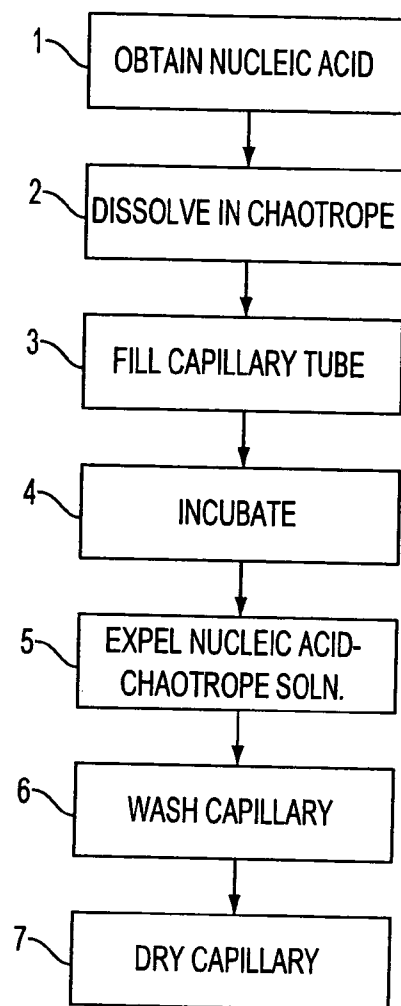 1 OBTAIN NUCLEIC ACID
2 DISSOLVE IN CHAOTROPE
3 FILL CAPILLARY TUBE
4 INCUBATE
5 EXPEL NUCLEIC ACID-
CHAOTROPE SOLN.
6 WASH CAPILLARY
7 DRY CAPILLARY